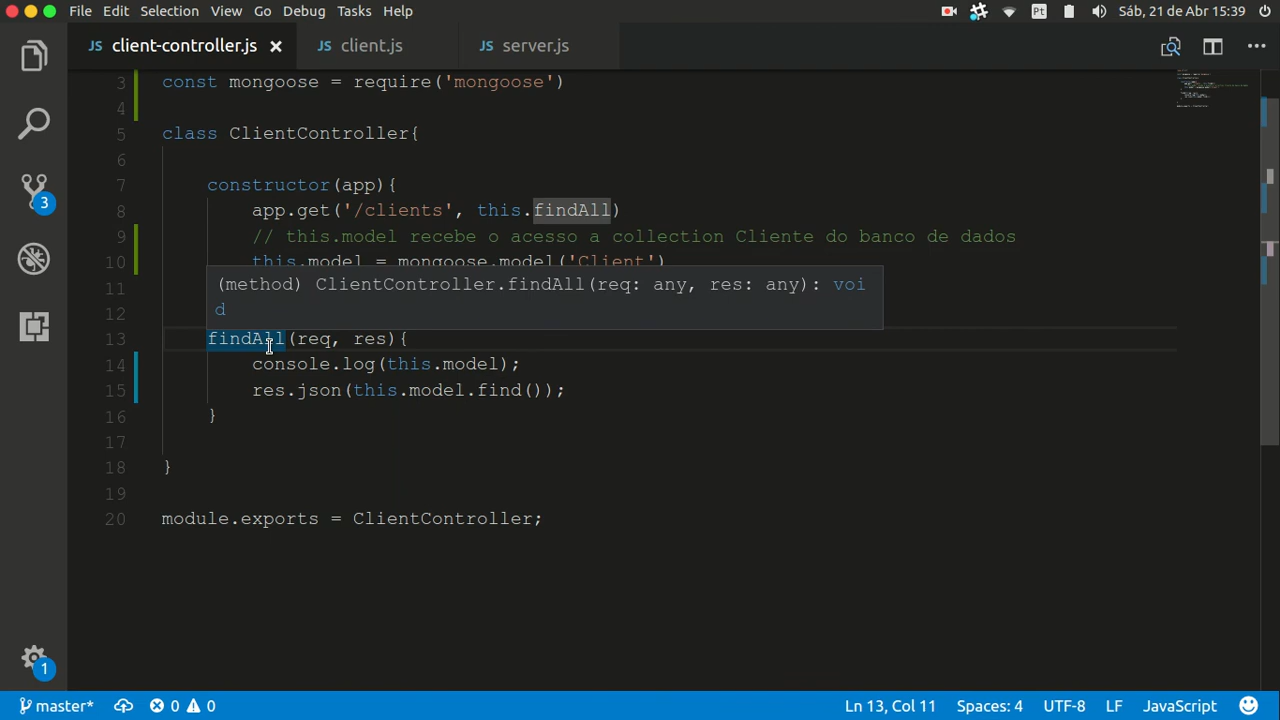 File Edit Selection View Go Debug Tasks Help Pt Sáb, 21 de Abr 15:39
JS client-controller.js × JS client.js JS server.js •••
3 const mongoose = require('mongoose')
4
5 class ClientController{
6
7 constructor(app){
8 app.get('/clients', this.findAll)
9 // this.model recebe o acesso a collection Cliente do banco de dados
10 this.model = mongoose.model('Client')
11 (method) ClientController.findAll(req: any, res: any): voi
12 d
13 findAll(req, res){
14 console.log(this.model);
15 res.json(this.model.find());
16 }
17
18 }
19
20 module.exports = ClientController;
3
1
master* 0 0 Ln 13, Col 11 Spaces: 4 UTF-8 LF JavaScript